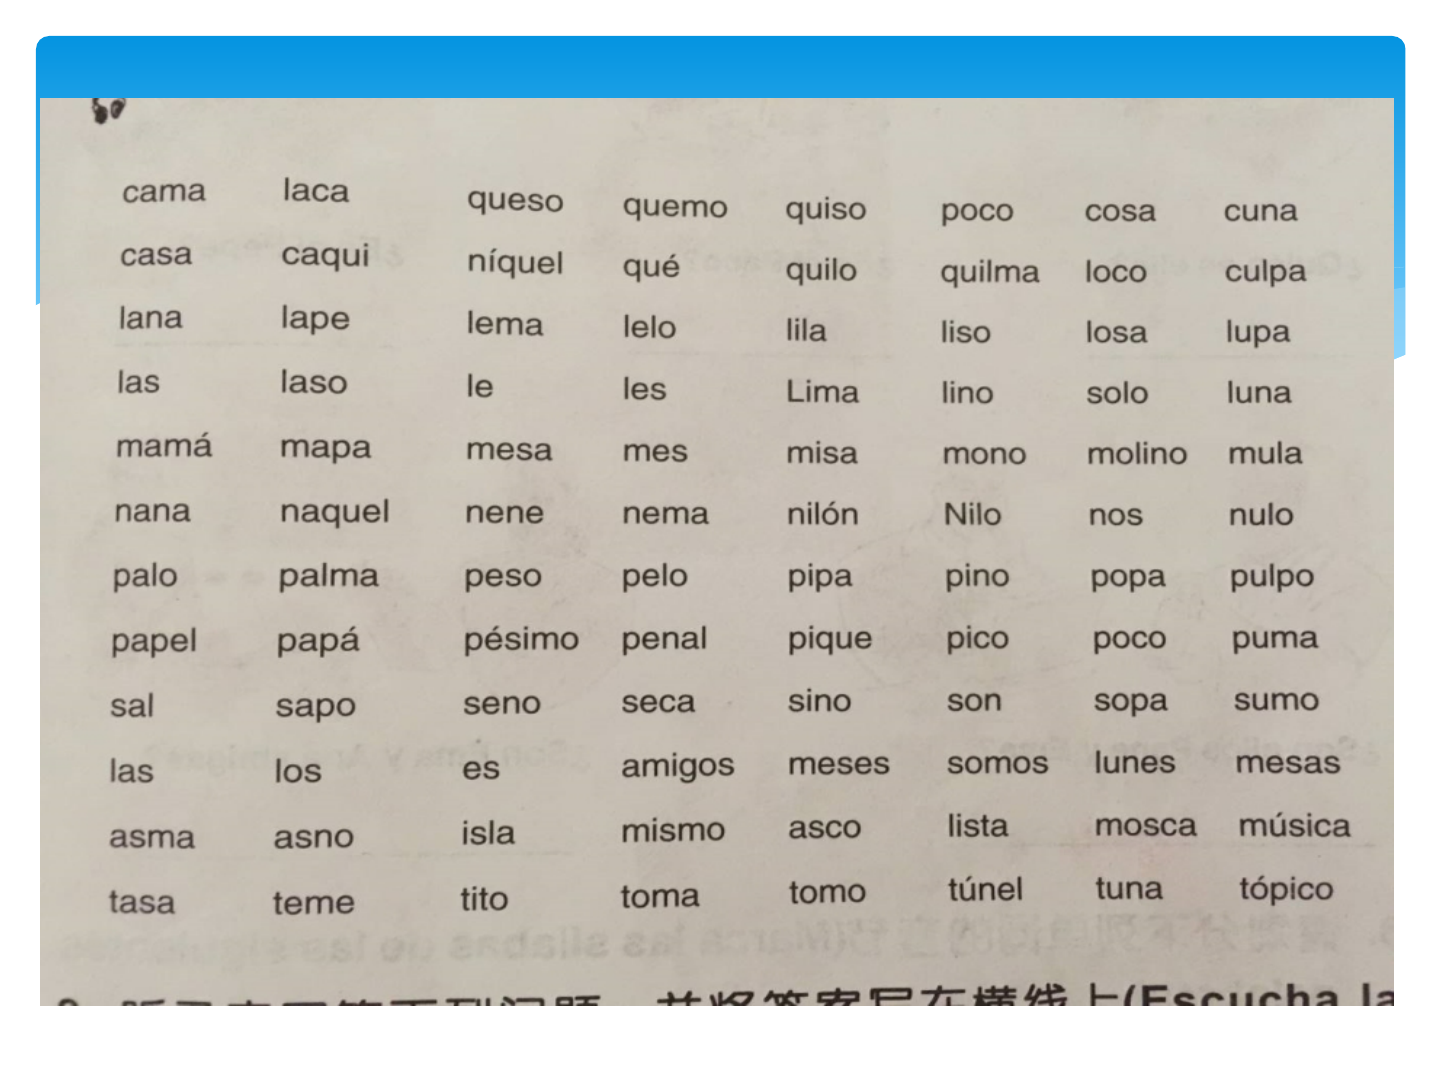 cama laca queso quemo quiso poco cosa cuna
casa caqui níquel qué quilo quilma loco culpa
lana lape lema lelo lila liso losa lupa
las laso le les Lima lino solo luna
mamá mapa mesa mes misa mono molino mula
nana naquel nene nema nilón Nilo nos nulo
palo palma peso pelo pipa pino popa pulpo
papel papá pésimo penal pique pico poco puma
sal sapo seno seca sino son sopa sumo
las los es amigos meses somos lunes mesas
asma asno isla mismo asco lista mosca música
tasa teme tito toma tomo túnel tuna tópico
(Escucha la